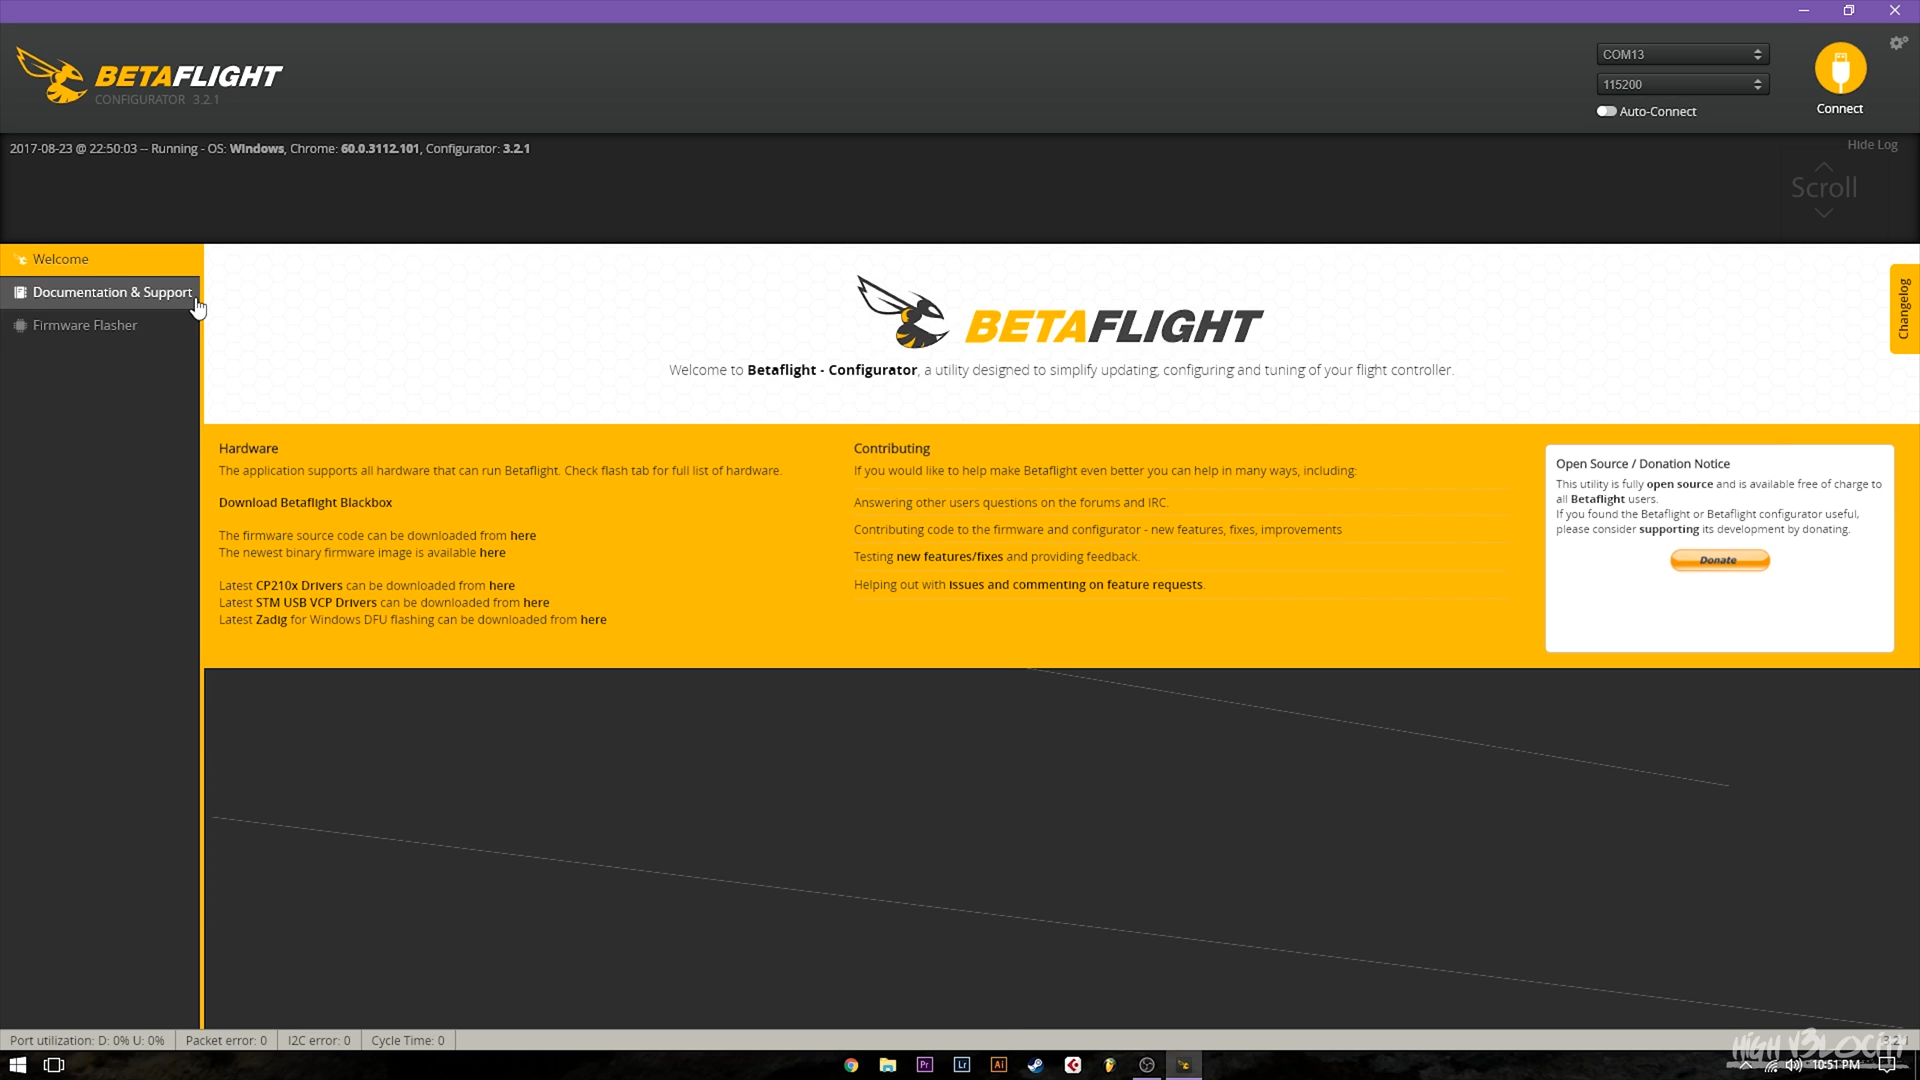 BETAFLIGHT
CONFIGURATOR 3.2.1
COM13
115200
Auto-Connect
Connect
2017-08-23 @ 22:50:03 -- Running - OS: Windows, Chrome: 60.0.3112.101, Configurator: 3.2.1
Hide Log
Scroll
Welcome
Documentation & Support
Firmware Flasher
BETAFLIGHT
Welcome to Betaflight - Configurator, a utility designed to simplify updating, configuring and tuning of your flight controller.
Changelog
Hardware
The application supports all hardware that can run Betaflight. Check flash tab for full list of hardware.
Download Betaflight Blackbox
The firmware source code can be downloaded from here
The newest binary firmware image is available here
Latest CP210x Drivers can be downloaded from here
Latest STM USB VCP Drivers can be downloaded from here
Latest Zadig for Windows DFU flashing can be downloaded from here
Contributing
If you would like to help make Betaflight even better you can help in many ways, including:
Answering other users questions on the forums and IRC.
Contributing code to the firmware and configurator - new features, fixes, improvements
Testing new features/fixes and providing feedback.
Helping out with issues and commenting on feature requests.
Open Source / Donation Notice
This utility is fully open source and is available free of charge to
all Betaflight users.
If you found the Betaflight or Betaflight configurator useful,
please consider supporting its development by donating.
Donate
Port utilization: D: 0% U: 0%
Packet error: 0
I2C error: 0
Cycle Time: 0
HIGH V3LOCITY
Pr
Lr
Ai
10:51 PM